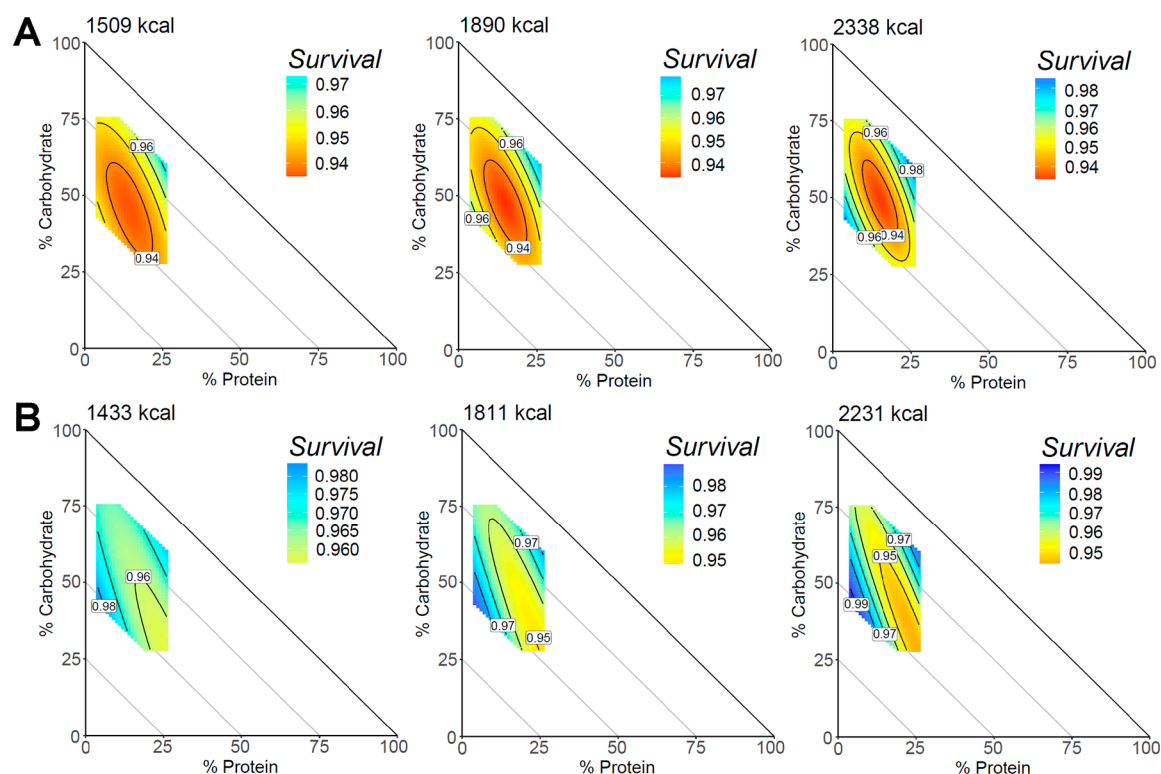 A
1509 kcal
100
75
50
25
0
% Carbohydrate
0 25 50 75 100
% Protein
Survival
0.97
0.96
0.95
0.94
0.96
0.94
1890 kcal
100
75
50
25
0
% Carbohydrate
0 25 50 75 100
% Protein
Survival
0.97
0.96
0.95
0.94
0.96
0.96
0.94
2338 kcal
100
75
50
25
0
% Carbohydrate
0 25 50 75 100
% Protein
Survival
0.98
0.97
0.96
0.95
0.94
0.96
0.98
0.96
0.94
B
1433 kcal
100
75
50
25
0
% Carbohydrate
0 25 50 75 100
% Protein
Survival
0.980
0.975
0.970
0.965
0.960
0.96
0.98
1811 kcal
100
75
50
25
0
% Carbohydrate
0 25 50 75 100
% Protein
Survival
0.98
0.97
0.96
0.95
0.97
0.97
0.95
2231 kcal
100
75
50
25
0
% Carbohydrate
0 25 50 75 100
% Protein
Survival
0.99
0.98
0.97
0.96
0.95
0.97
0.95
0.99
0.97